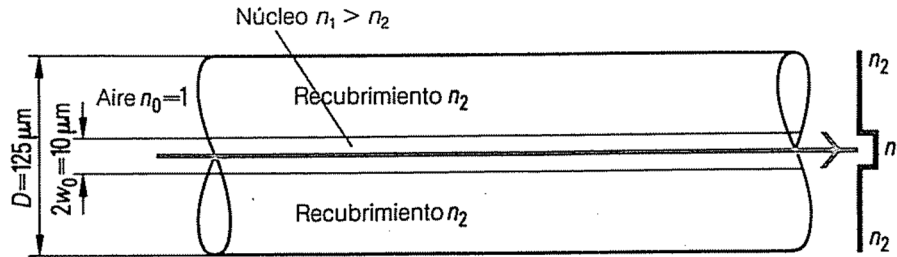 Núcleo n₁ > n₂
n₂
Aire n₀=1
Recubrimiento n₂
D=125 μm
2w₀=10 μm
n
Recubrimiento n₂
n₂